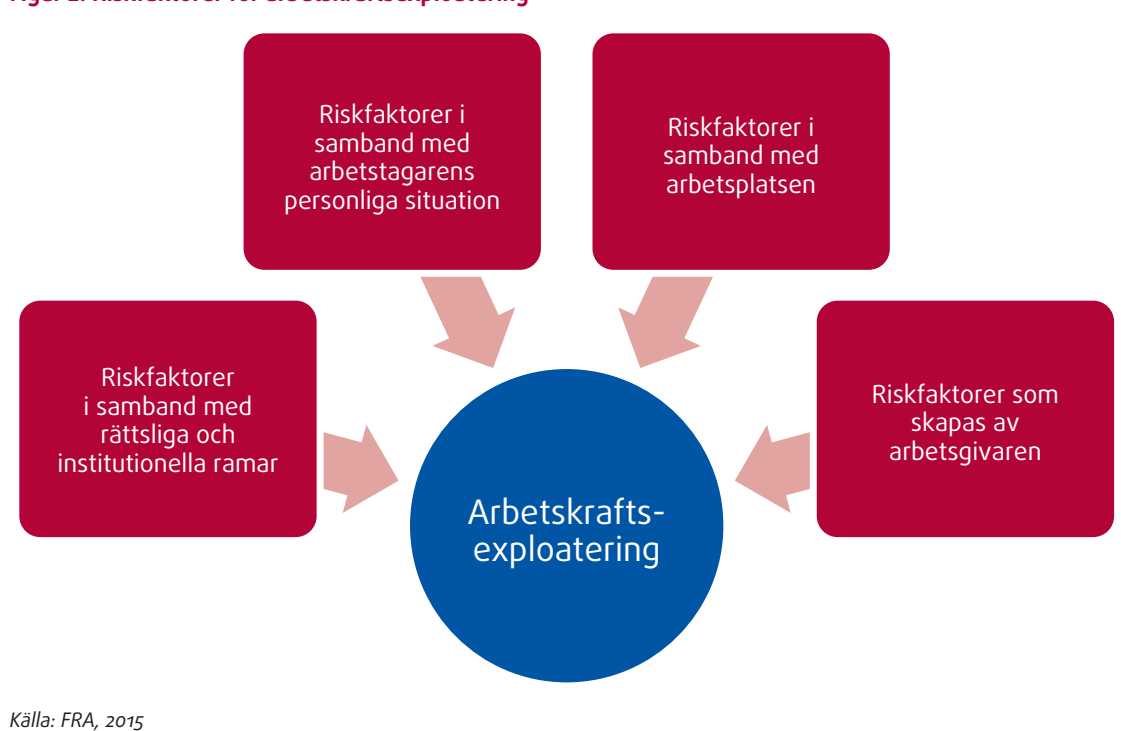 Riskfaktorer i
samband med
arbetstagarens
personliga situation
Riskfaktorer i
samband med
arbetsplatsen
Riskfaktorer
i samband med
rättsliga och
institutionella ramar
Riskfaktorer som
skapas av
arbetsgivaren
Arbetskrafts-
exploatering
Källa: FRA, 2015